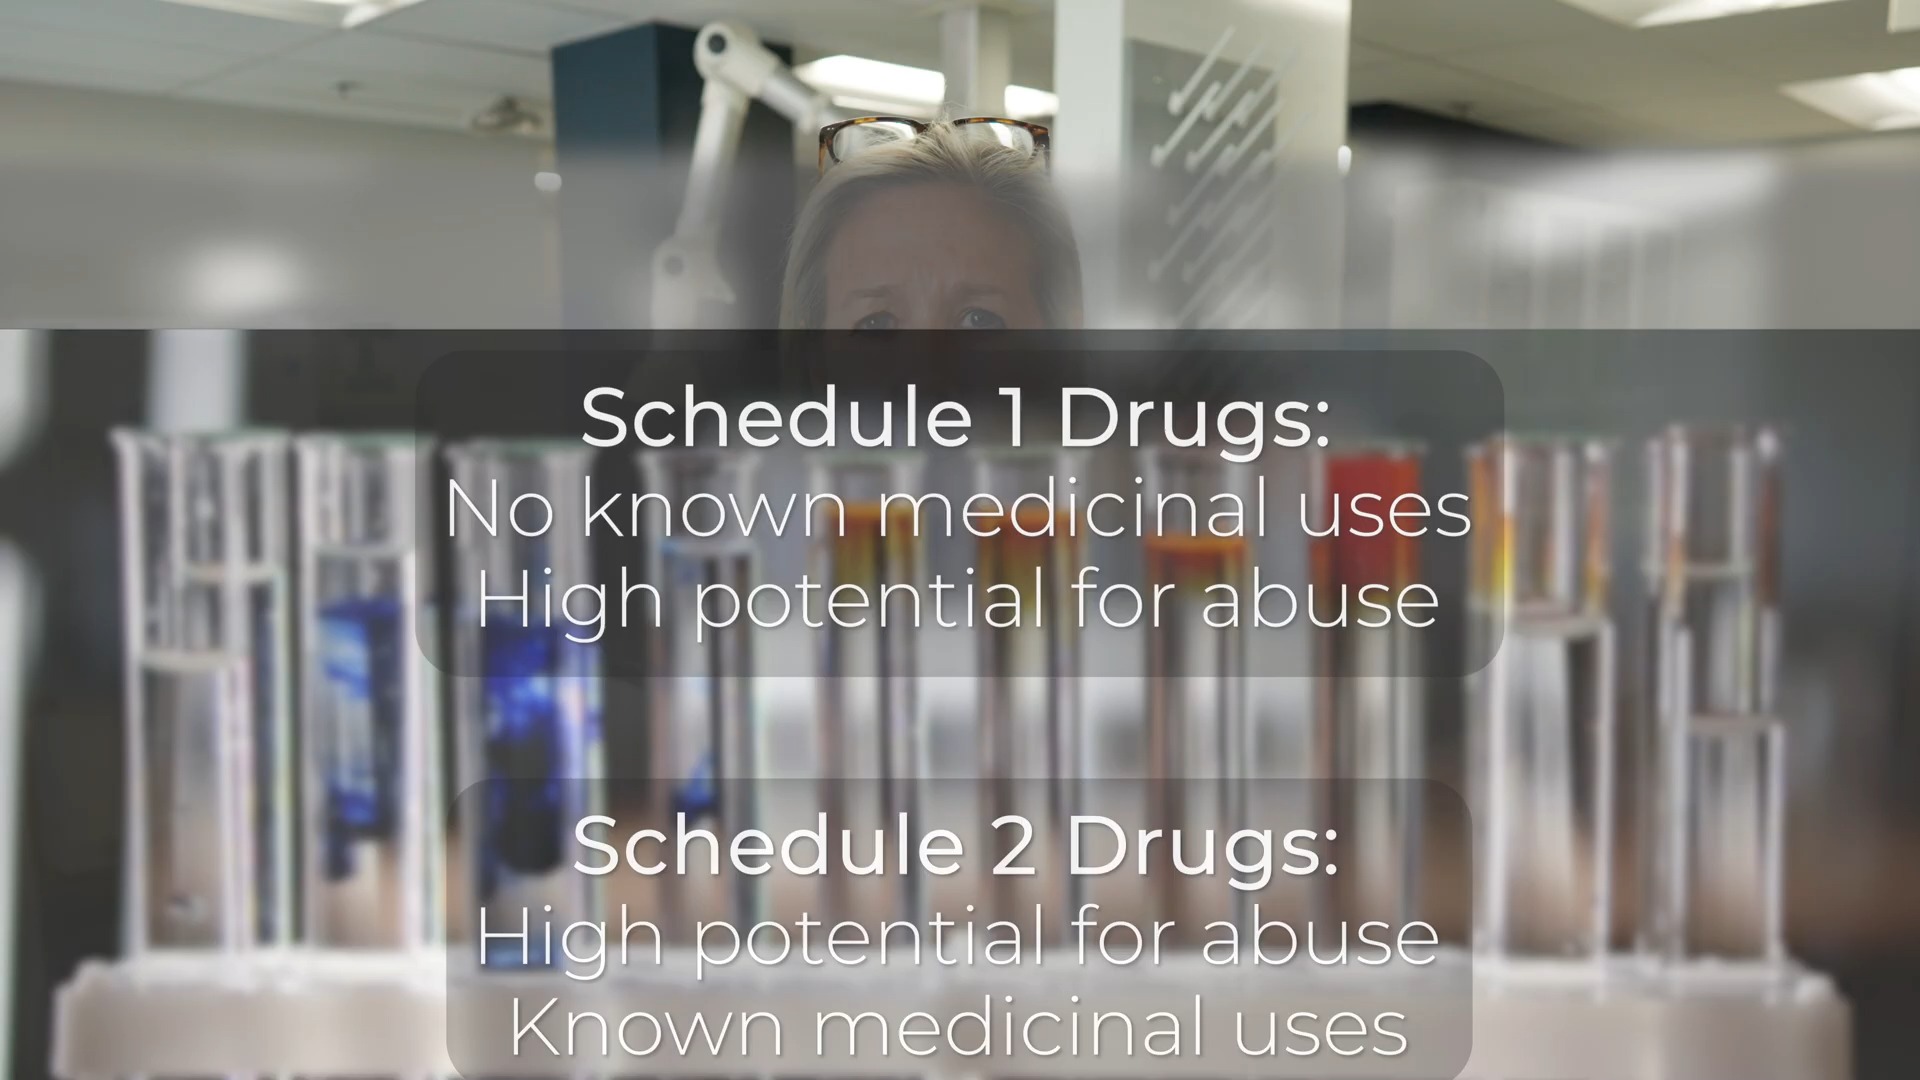 Schedule 1 Drugs:
No known medicinal uses
High potential for abuse
Schedule 2 Drugs:
High potential for abuse
Known medicinal uses